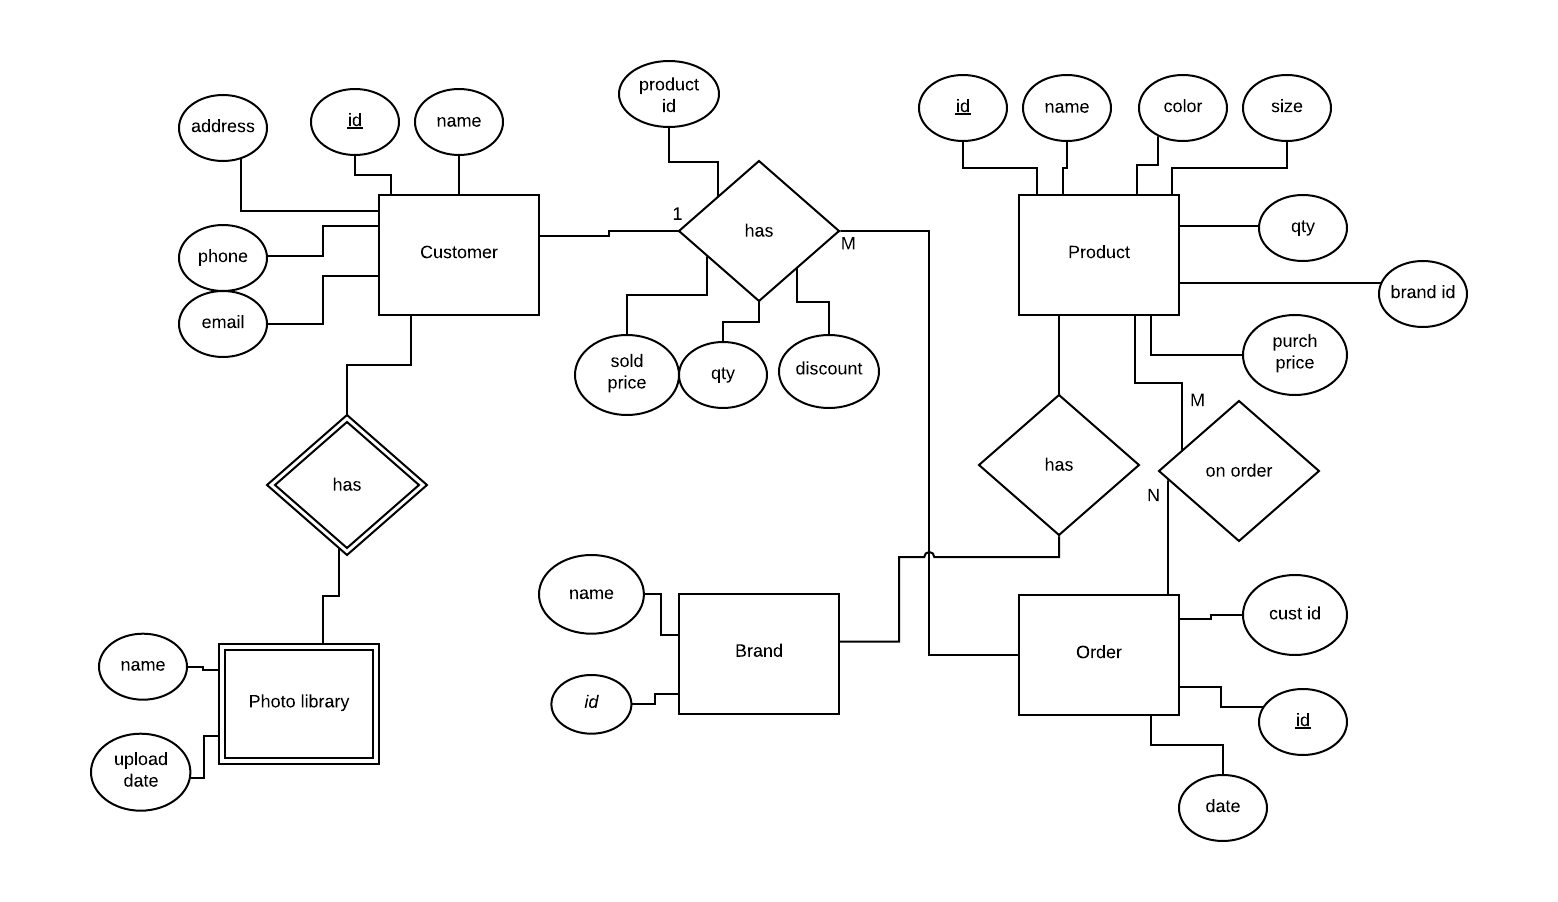 product
id
address
id
name
id
name
color
size
1
has
M
phone
Customer
Product
qty
email
brand id
sold
price
qty
discount
purch
price
M
has
has
on order
N
name
cust id
name
Brand
Order
Photo library
id
id
upload
date
date